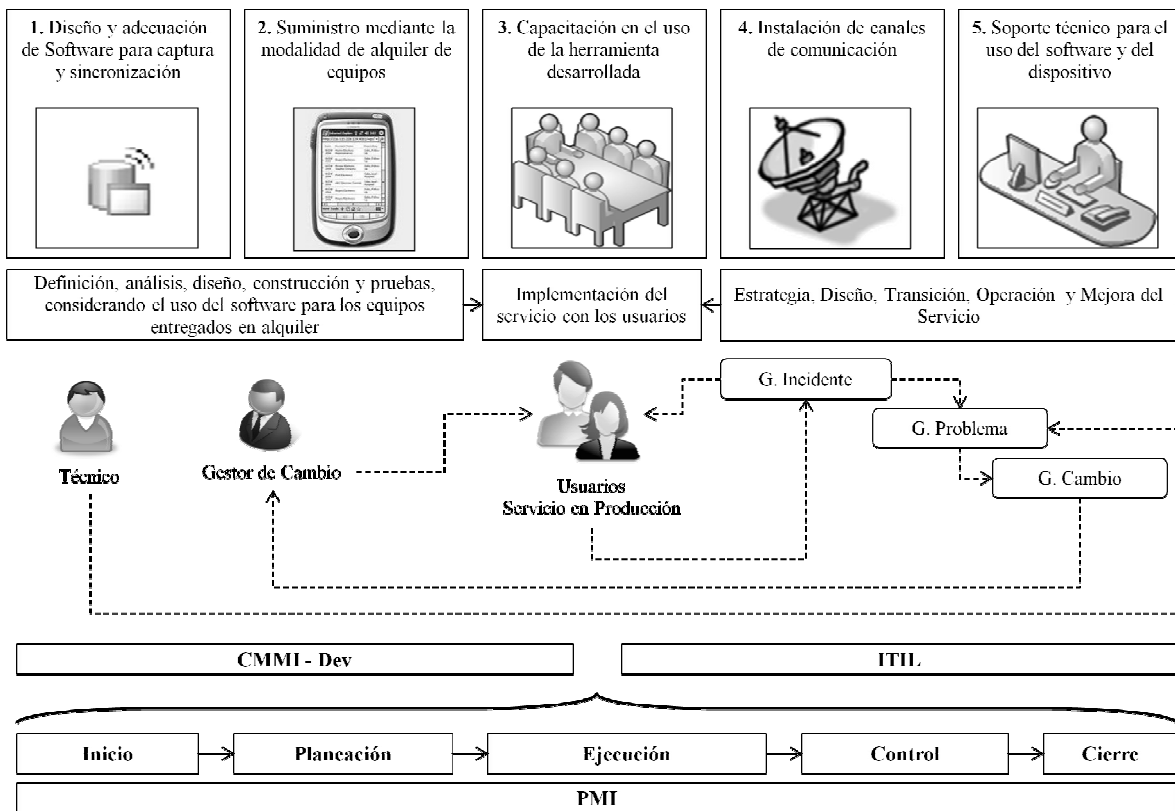 1. Diseño y adecuación
de Software para captura
y sincronización
2. Suministro mediante la
modalidad de alquiler de
equipos
3. Capacitación en el uso
de la herramienta
desarrollada
4. Instalación de canales
de comunicación
5. Soporte técnico para el
uso del software y del
dispositivo
Definición, análisis, diseño, construcción y pruebas,
considerando el uso del software para los equipos
entregados en alquiler
Implementación del
servicio con los usuarios
Estrategia, Diseño, Transición, Operación y Mejora del
Servicio
G. Incidente
G. Problema
G. Cambio
Técnico
Gestor de Cambio
Usuarios
Servicio en Producción
CMMI - Dev
ITIL
Inicio
Planeación
Ejecución
Control
Cierre
PMI